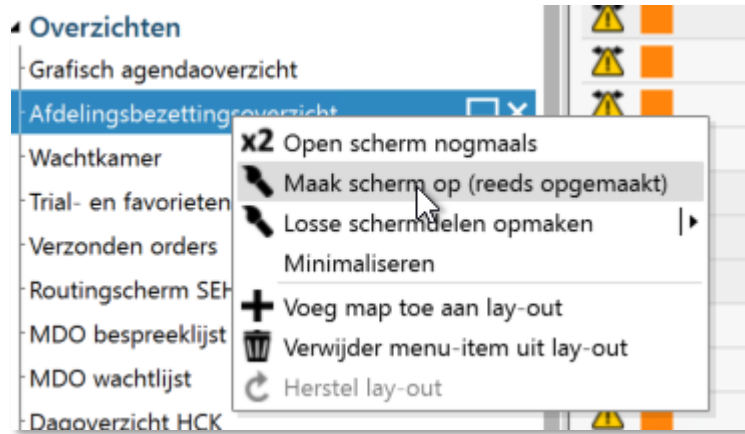 Overzichten
Grafisch agendaoverzicht
Afdelingsbezettingsoverzicht
Wachtkamer
Trial- en favorieten
Verzonden orders
Routingscherm SEH
MDO bespreeklijst
MDO wachtlijst
Dagoverzicht HCK
x2 Open scherm nogmaals
Maak scherm op (reeds opgemaakt)
Losse schermdelen opmaken
Minimaliseren
Voeg map toe aan lay-out
Verwijder menu-item uit lay-out
Herstel lay-out